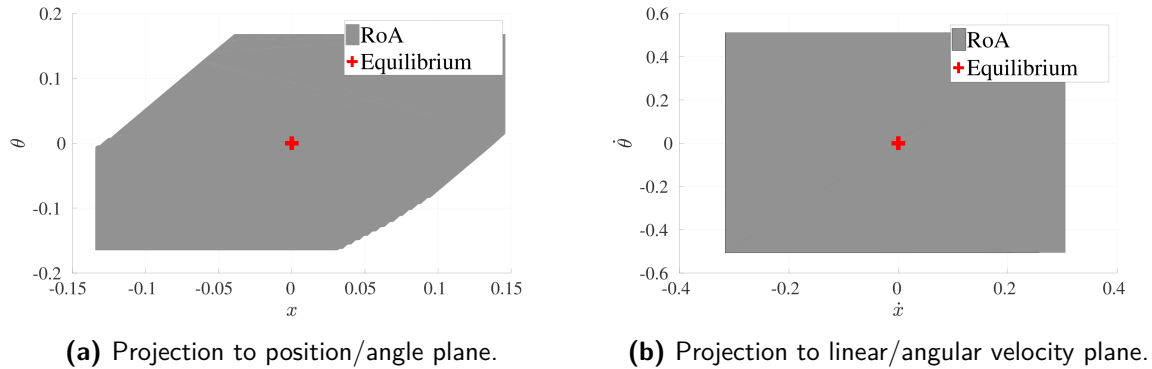 0.2
0.1
0
-0.1
-0.2
θ
-0.15
-0.1
-0.05
0
0.05
0.1
0.15
x
RoA
Equilibrium
(a) Projection to position/angle plane.
0.6
0.4
0.2
0
-0.2
-0.4
-0.6
θ̇
-0.4
-0.2
0
0.2
0.4
ẋ
RoA
Equilibrium
(b) Projection to linear/angular velocity plane.